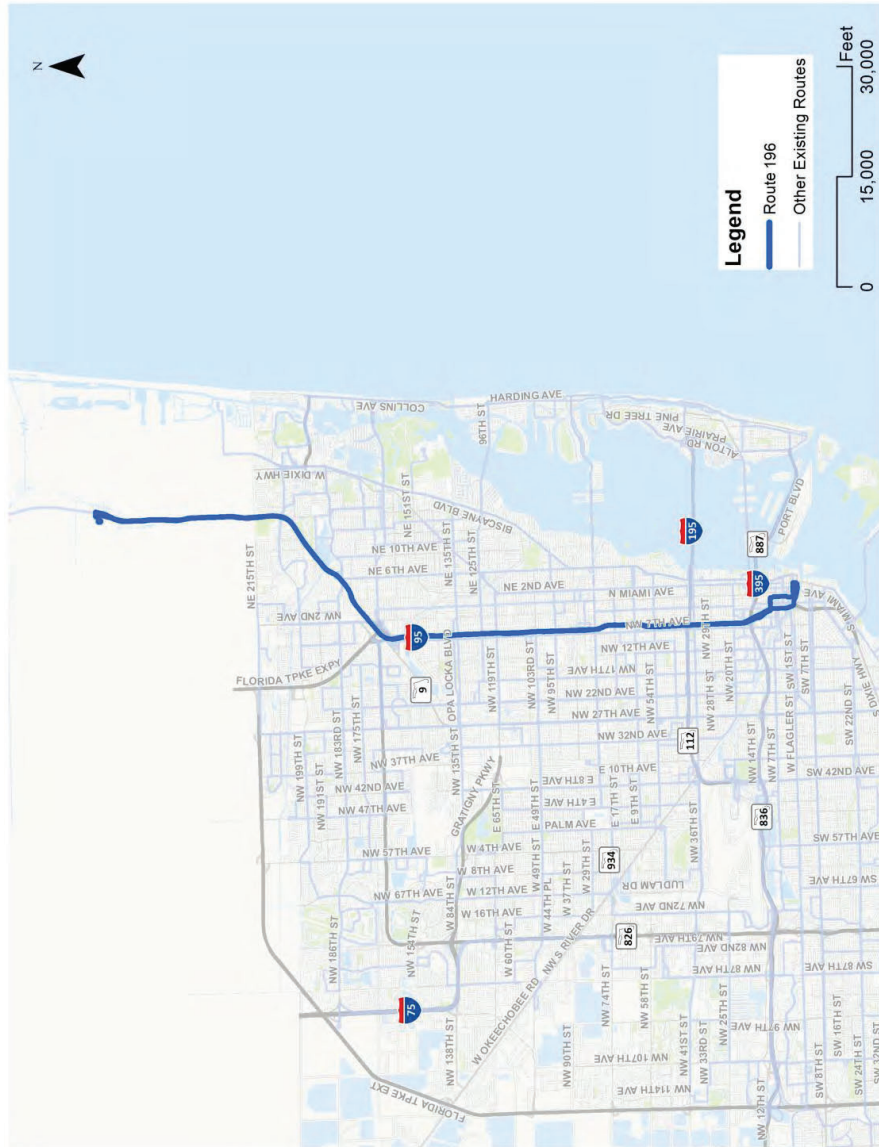 N
NE 215TH ST
W DIXIE HWY
COLLINS AVE
NW 2ND AVE
NE 10TH AVE
NE 6TH AVE
NE 151ST ST
FLORIDA TPKE EXPY
NW 199TH ST
NW 191ST ST
NW 183RD ST
NW 175TH ST
95
9
OPA LOCKA BLVD
NE 135TH ST
NE 125TH ST
BISCAYNE BLVD
96TH ST
HARDING AVE
NW 186TH ST
NW 154TH ST
NW 67TH AVE
NW 57TH AVE
NW 47TH AVE
NW 42ND AVE
NW 37TH AVE
75
NW 138TH ST
W 84TH ST
GRATIGNY PKWY
NW 135TH ST
NW 119TH ST
FLORIDA TPKE EXT
W OKEECHOBEE RD
W 60TH ST
W 16TH AVE
W 12TH AVE
W 8TH AVE
W 4TH AVE
E 65TH ST
NW 103RD ST
NW 95TH ST
NE 2ND AVE
NW 90TH ST
NW S RIVER DR
W 49TH ST
W 44TH PL
W 37TH ST
W 29TH ST
PALM AVE
E 49TH ST
E 4TH AVE
E 8TH AVE
934
NW 74TH ST
NW 58TH ST
826
LUDLAM DR
E 17TH ST
E 9TH ST
E 10TH AVE
NW 32ND AVE
NW 27TH AVE
NW 22ND AVE
NW 17TH AVE
NW 12TH AVE
NW 7TH AVE
N MIAMI AVE
NW 54TH ST
112
195
PINE TREE DR
PRAIRIE AVE
ALTON RD
NW 114TH AVE
NW 107TH AVE
NW 41ST ST
NW 33RD ST
NW 25TH ST
NW 97TH AVE
NW 87TH AVE
NW 82ND AVE
NW 79TH AVE
NW 72ND AVE
NW 36TH ST
NW 28TH ST
NW 29TH ST
NW 20TH ST
NW 12TH ST
836
NW 14TH ST
NW 7TH ST
W FLAGLER ST
SW 1ST ST
SW 7TH ST
395
887
PORT BLVD
S MIAMI AVE
S DIXIE HWY
SW 8TH ST
SW 16TH ST
SW 24TH ST
SW 32ND ST
SW 87TH AVE
SW 67TH AVE
SW 57TH AVE
SW 42ND AVE
SW 22ND ST
Legend
Route 196
Other Existing Routes
0 15,000 30,000
Feet